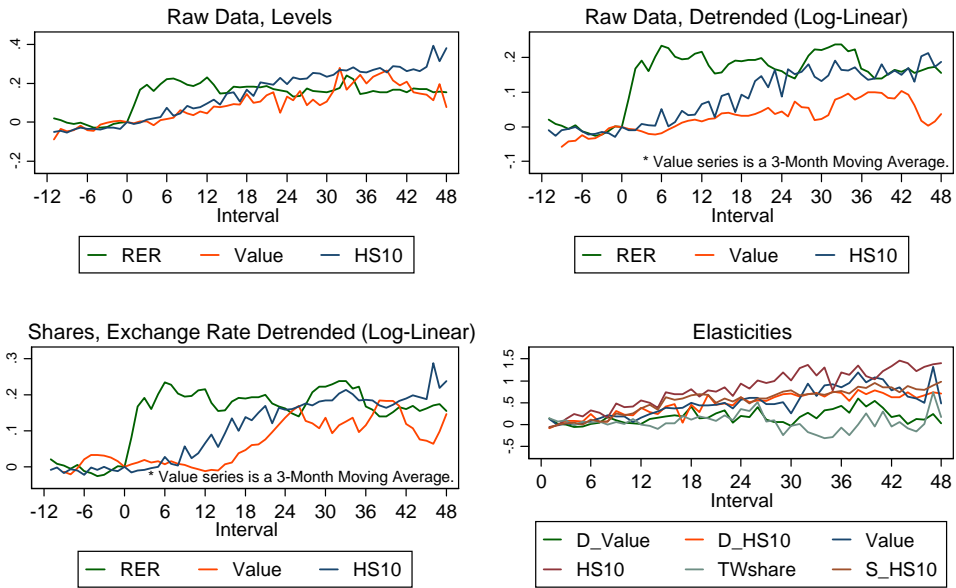 Raw Data, Levels
.4
.2
0
-.2
-12 -6 0 6 12 18 24 30 36 42 48
Interval
RER Value HS10
Raw Data, Detrended (Log-Linear)
.2
.1
0
-.1
* Value series is a 3-Month Moving Average.
-12 -6 0 6 12 18 24 30 36 42 48
Interval
RER Value HS10
Shares, Exchange Rate Detrended (Log-Linear)
.3
.2
.1
0
* Value series is a 3-Month Moving Average.
-12 -6 0 6 12 18 24 30 36 42 48
Interval
RER Value HS10
Elasticities
1.5
1
.5
0
-.5
0 6 12 18 24 30 36 42 48
Interval
D_Value D_HS10 Value
HS10 TWshare S_HS10